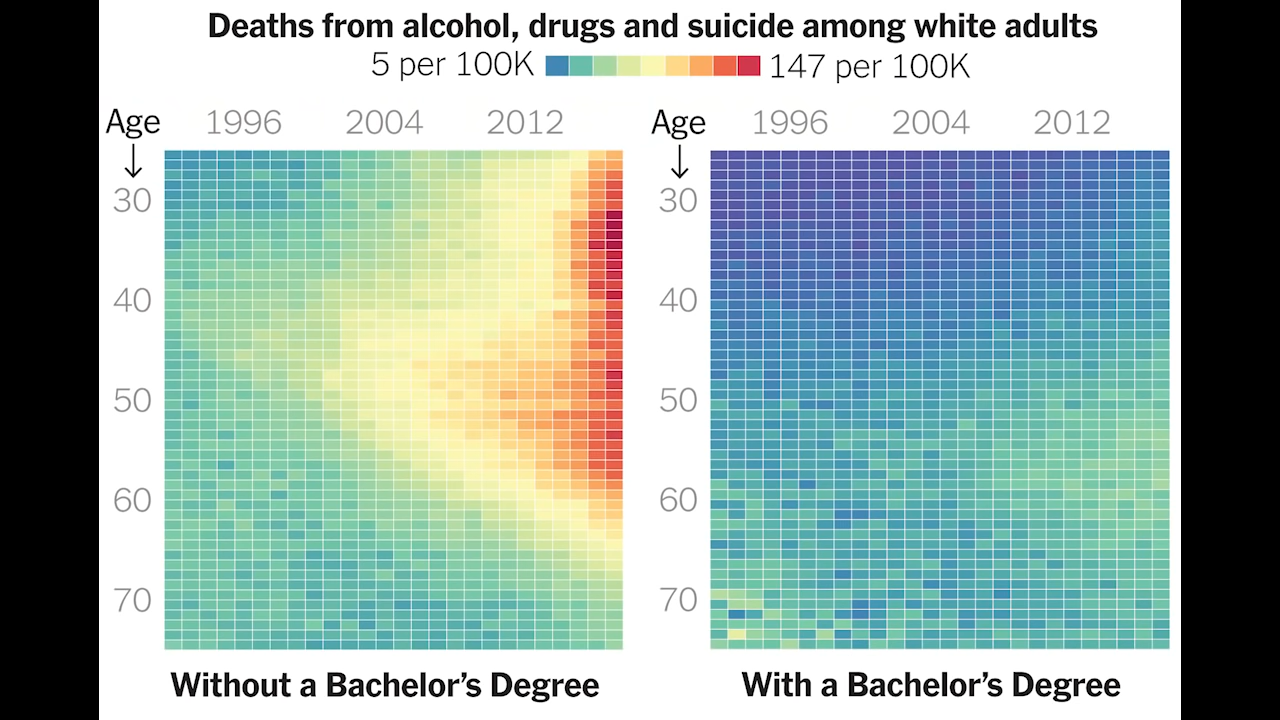 Deaths from alcohol, drugs and suicide among white adults
5 per 100K 147 per 100K
Age 1996 2004 2012
30
40
50
60
70
Without a Bachelor’s Degree
Age 1996 2004 2012
30
40
50
60
70
With a Bachelor’s Degree